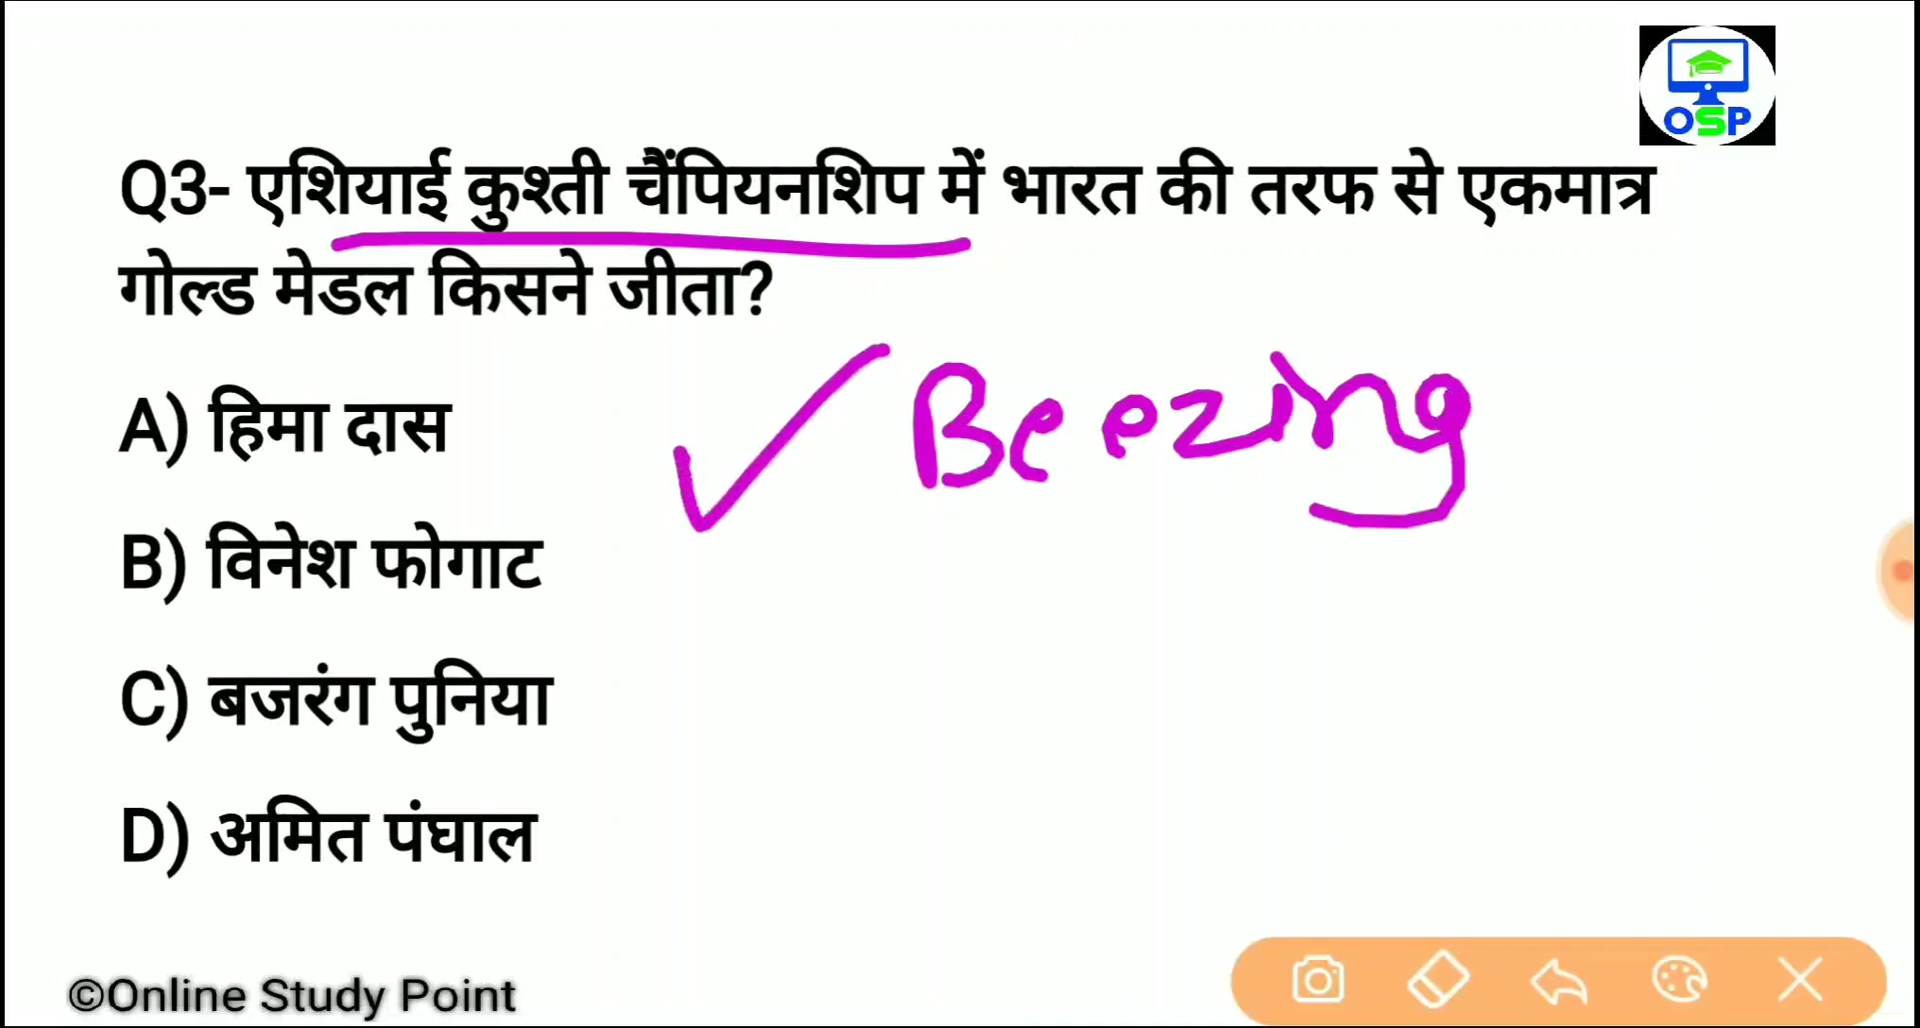 OSP
Q3- एशियाई कुश्ती चैंपियनशिप में भारत की तरफ से एकमात्र
गोल्ड मेडल किसने जीता?
Beezing
A) हिमा दास
B) विनेश फोगाट
C) बजरंग पुनिया
D) अमित पंघाल
©Online Study Point